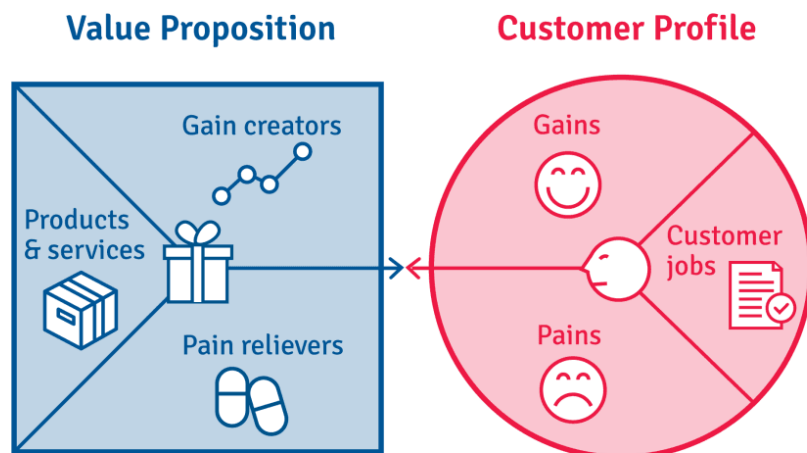 Value Proposition
Customer Profile
Gain creators
Products
& services
Pain relievers
Gains
Customer
jobs
Pains